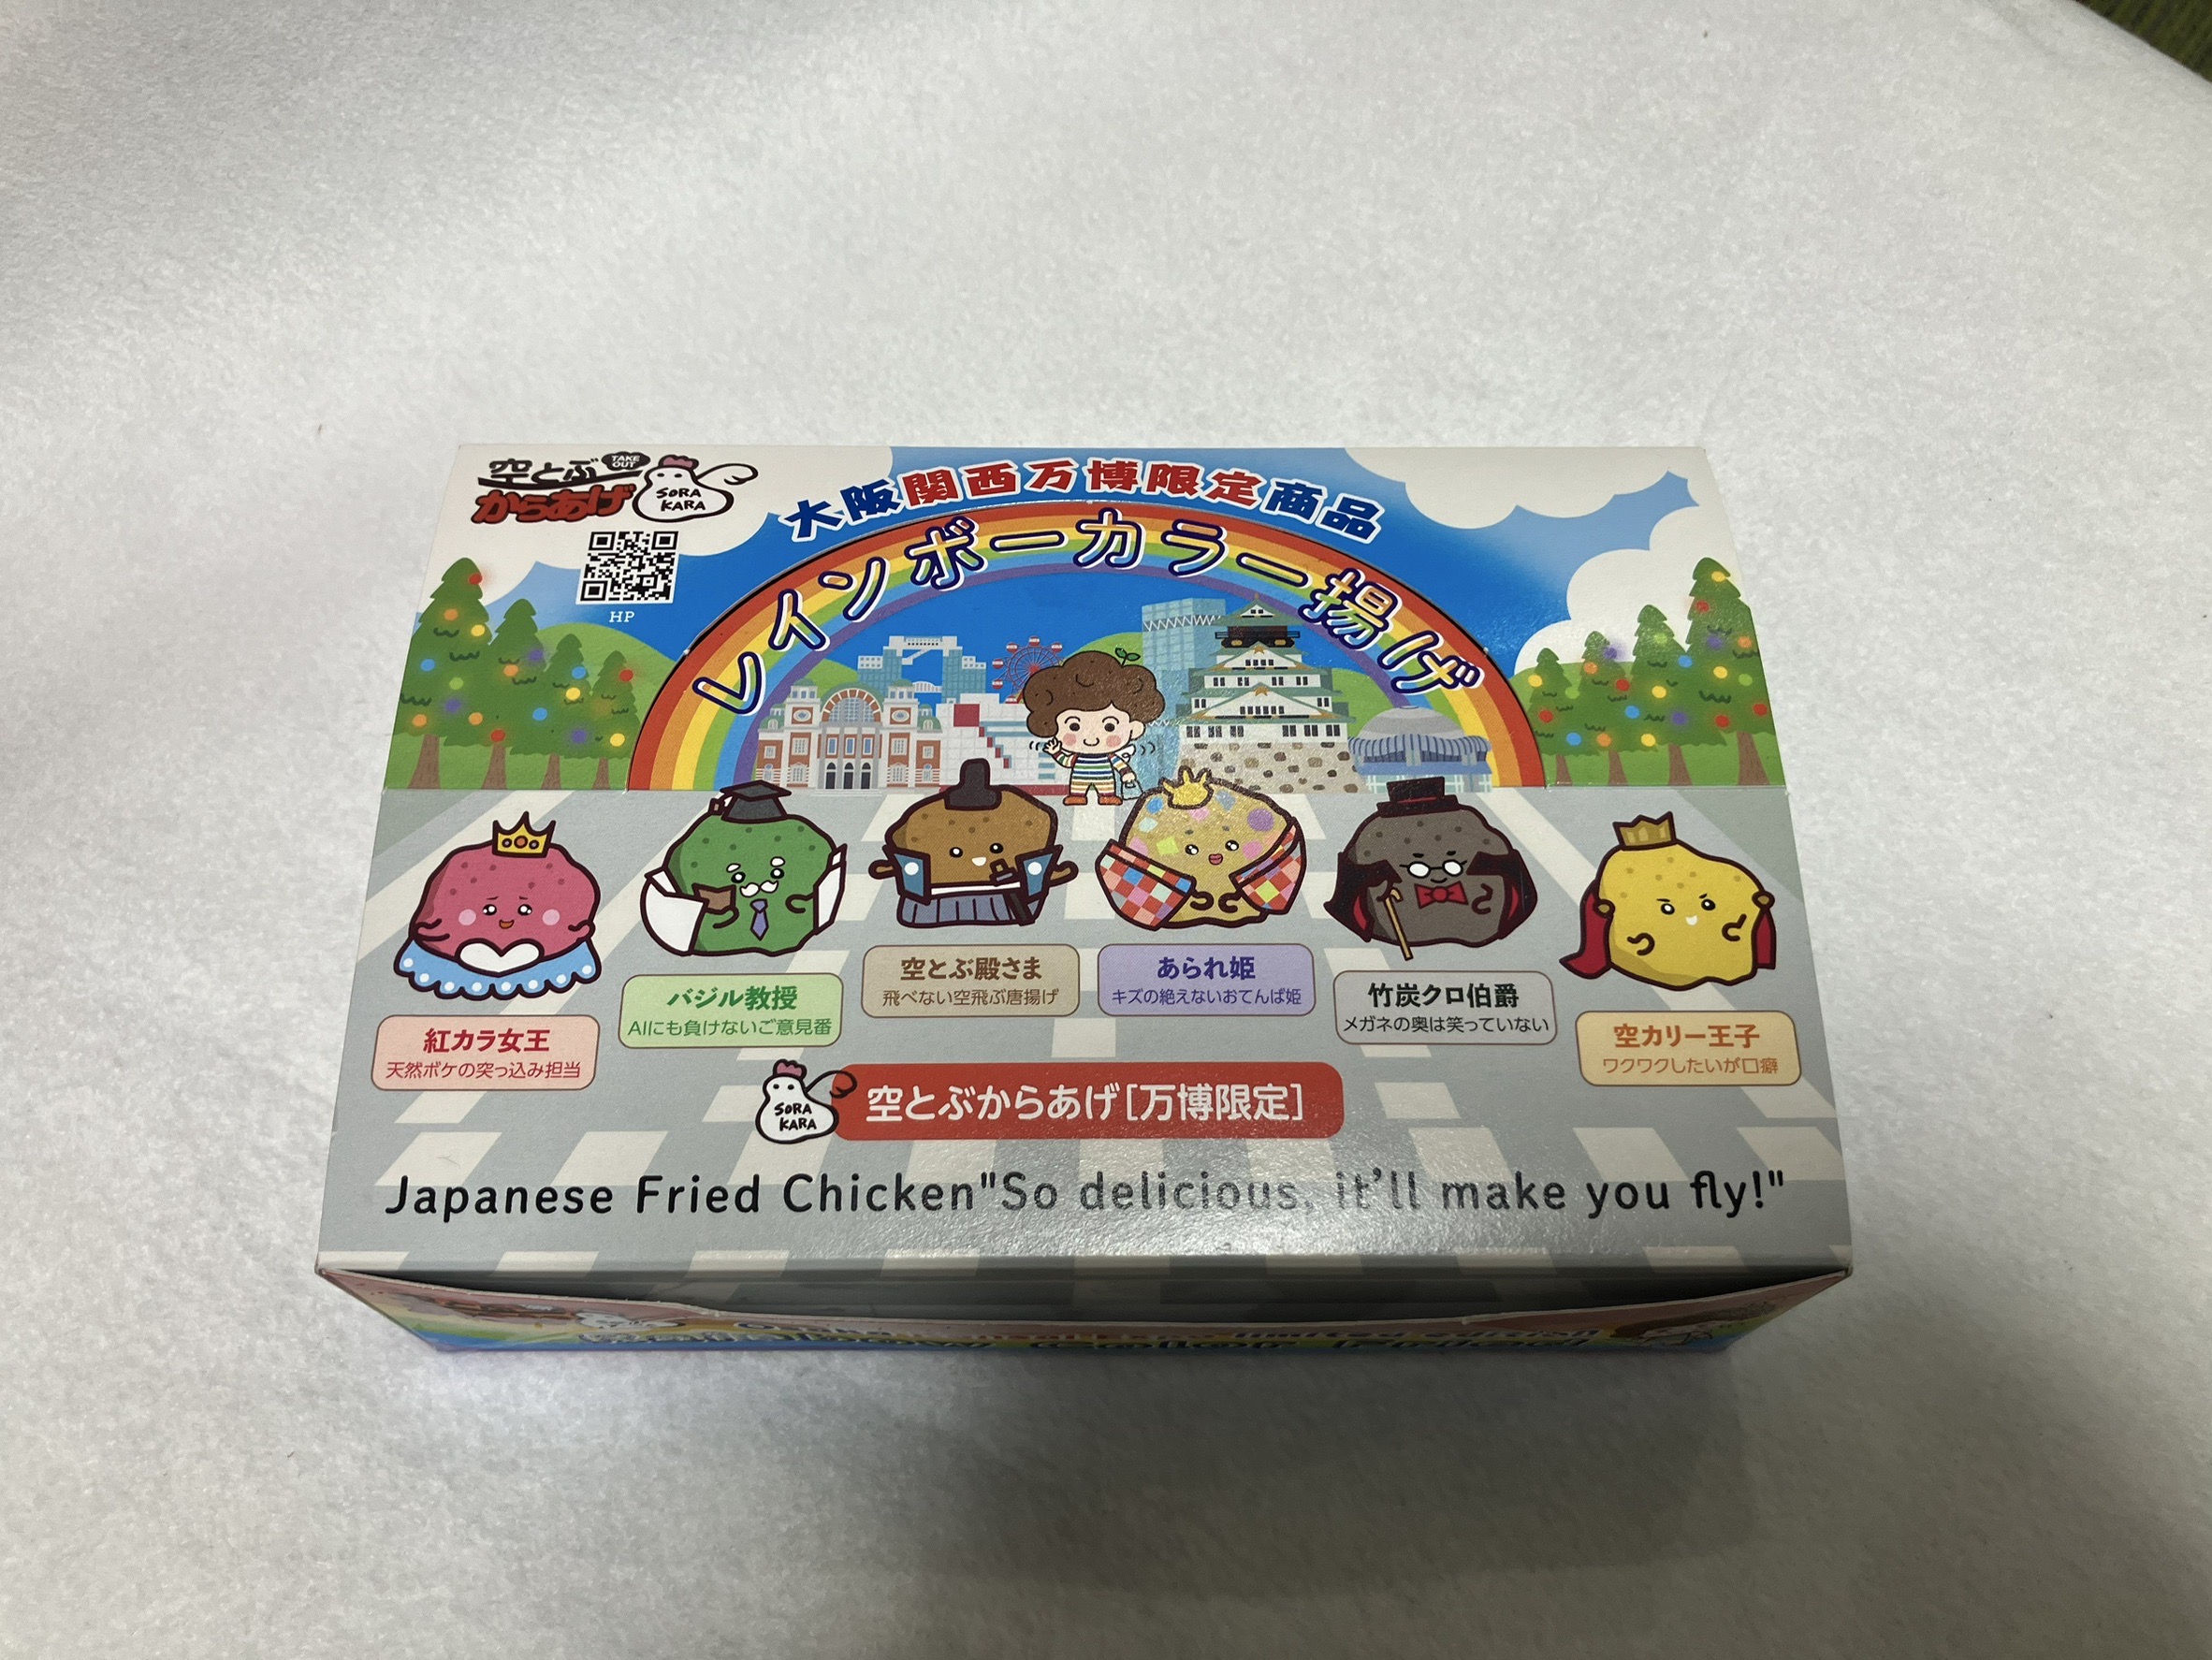 空とぶ
TAKE
OUT
からあげ
SORA
KARA
HP
大阪関西万博限定商品
レインボーカラー揚げ
紅カラ女王
天然ボケの突っ込み担当
バジル教授
AIにも負けないご意見番
空とぶ殿さま
飛べない空飛ぶ唐揚げ
あられ姫
キズの絶えないおてんば姫
竹炭クロ伯爵
メガネの奥は笑っていない
空カリー王子
ワクワクしたいが口癖
SORA
KARA
空とぶからあげ[万博限定]
Japanese Fried Chicken"So delicious, it'll make you fly!"
limited edition